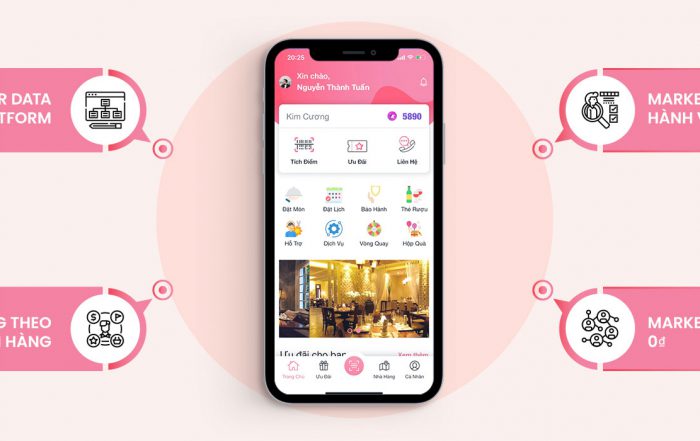 R DATA
TFORM
MARKE
HÀNH V
G THEO
HÀNG
MARKE
0đ
20:25
Xin chào,
Nguyễn Thành Tuấn
Kim Cương
5890
Tích Điểm
Ưu Đãi
Liên Hệ
Đặt Món
Đặt Lịch
Bảo Hành
Thẻ Rượu
Hỗ Trợ
Dịch Vụ
Vòng Quay
Hộp Quà
Ưu đãi cho bạn
Xem thêm
Trang Chủ
Ưu Đãi
Nhà Hàng
Cá Nhân